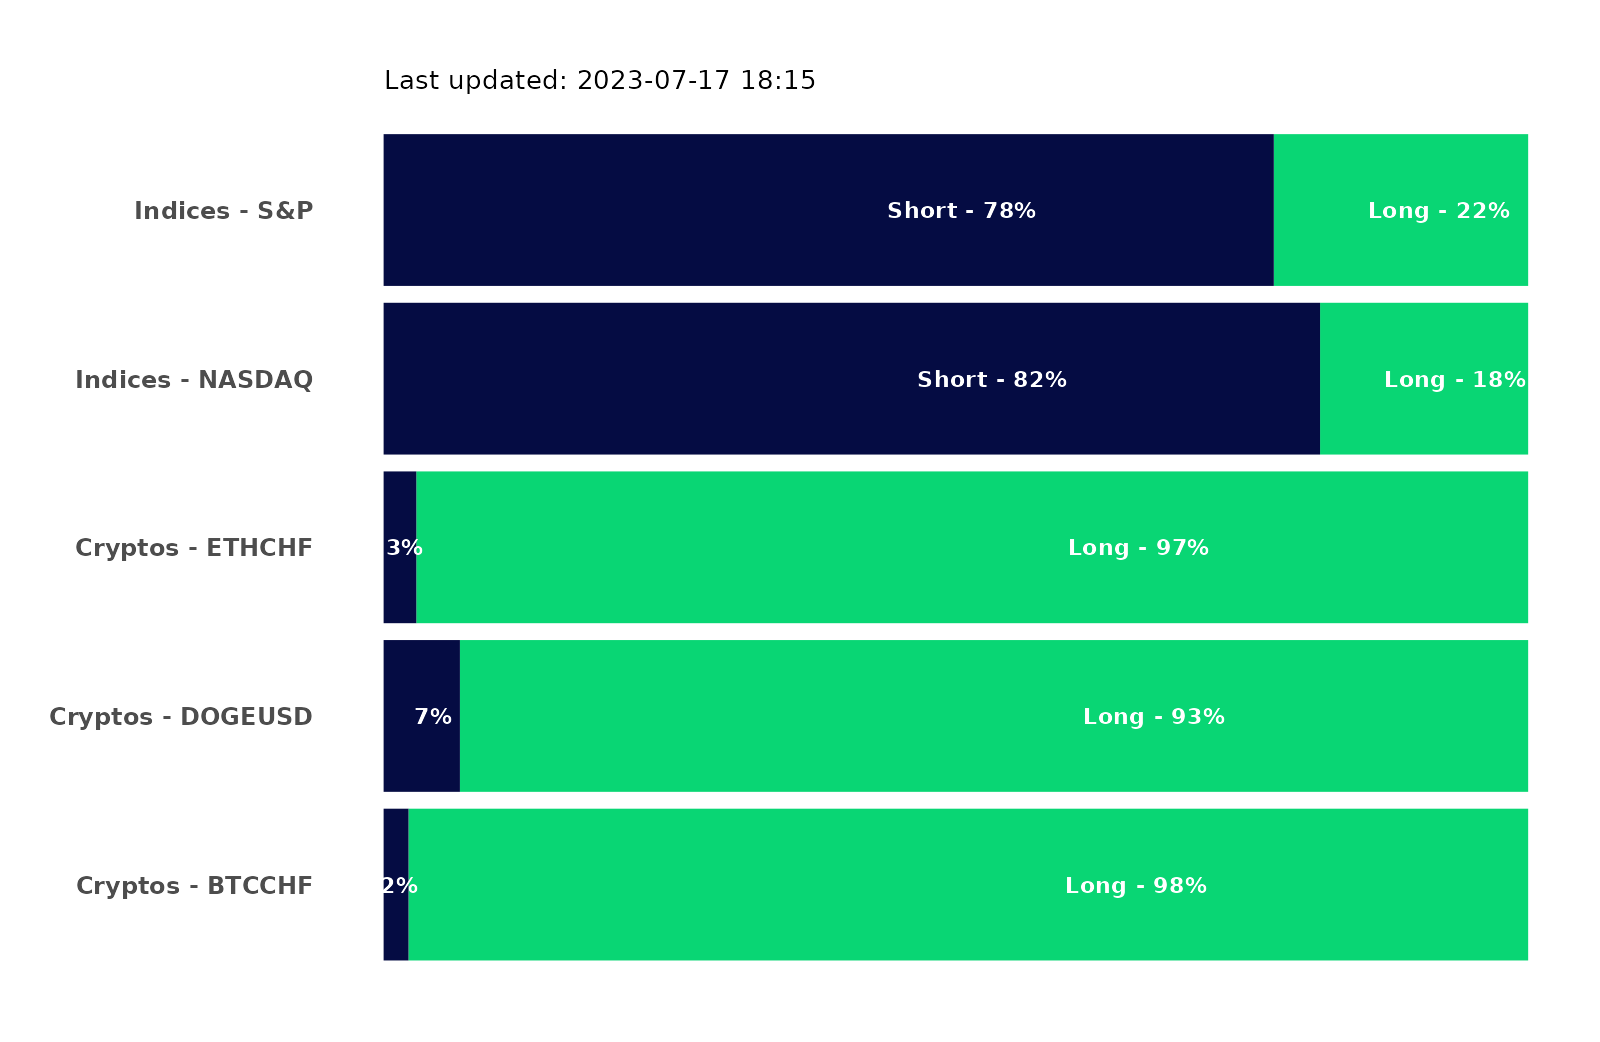 Last updated: 2023-07-17 18:15
Indices - S&P Short - 78% Long - 22%
Indices - NASDAQ Short - 82% Long - 18%
Cryptos - ETHCHF 3% Long - 97%
Cryptos - DOGEUSD 7% Long - 93%
Cryptos - BTCCHF 2% Long - 98%